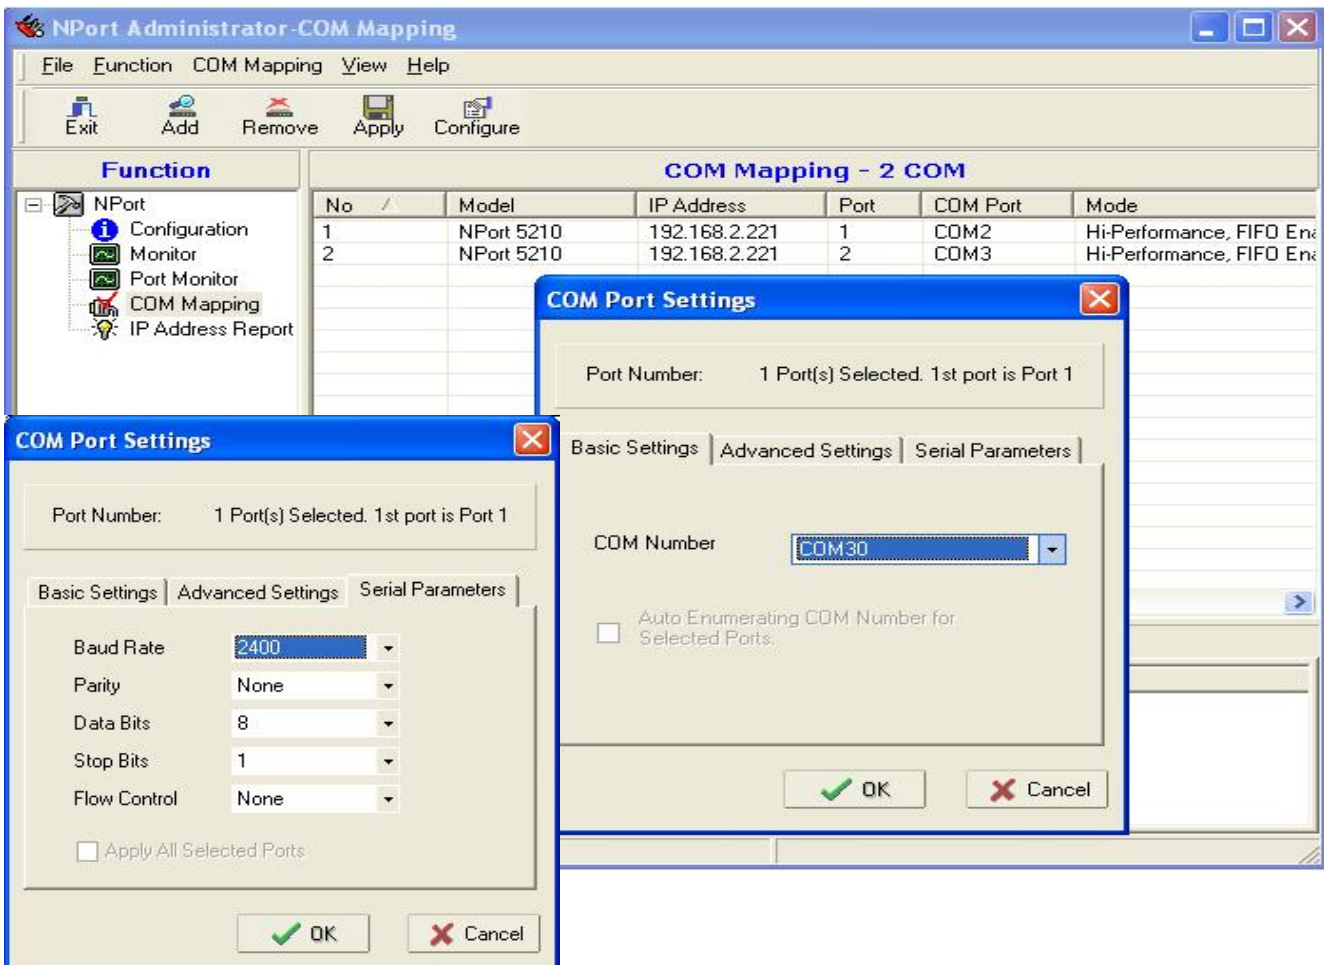 NPort Administrator-COM Mapping
File Function COM Mapping View Help
Exit Add Remove Apply Configure
Function
NPort
Configuration
Monitor
Port Monitor
COM Mapping
IP Address Report
COM Mapping - 2 COM
No Model IP Address Port COM Port Mode
1 NPort 5210 192.168.2.221 1 COM2 Hi-Performance, FIFO Ena
2 NPort 5210 192.168.2.221 2 COM3 Hi-Performance, FIFO Ena
COM Port Settings
Port Number: 1 Port(s) Selected. 1st port is Port 1
Basic Settings Advanced Settings Serial Parameters
COM Number COM30
Auto Enumerating COM Number for
Selected Ports.
OK Cancel
COM Port Settings
Port Number: 1 Port(s) Selected. 1st port is Port 1
Basic Settings Advanced Settings Serial Parameters
Baud Rate 2400
Parity None
Data Bits 8
Stop Bits 1
Flow Control None
Apply All Selected Ports
OK Cancel